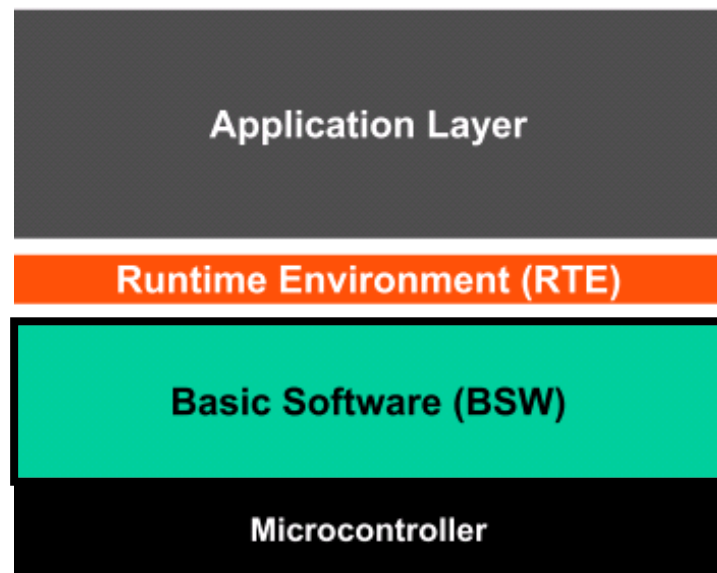 Application Layer
Runtime Environment (RTE)
Basic Software (BSW)
Microcontroller